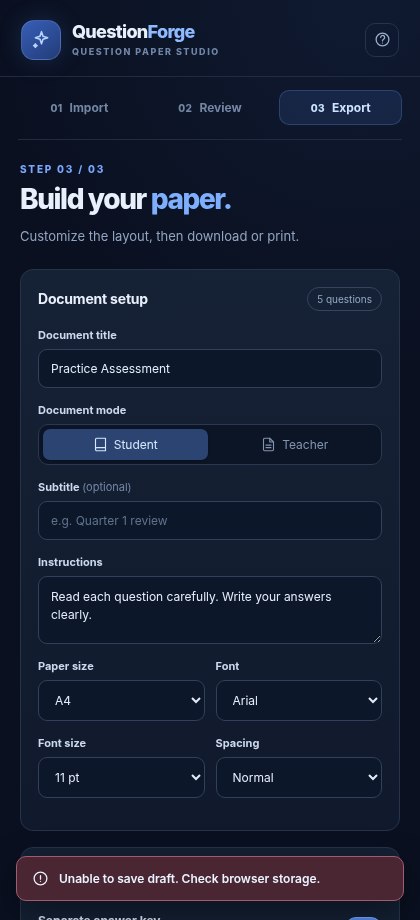 QuestionForge
QUESTION PAPER STUDIO
01 Import 02 Review 03 Export
STEP 03 / 03
Build your paper.
Customize the layout, then download or print.
Document setup 5 questions
Document title
Practice Assessment
Document mode
Student Teacher
Subtitle (optional)
e.g. Quarter 1 review
Instructions
Read each question carefully. Write your answers
clearly.
Paper size Font
A4 Arial
Font size Spacing
11 pt Normal
Unable to save draft. Check browser storage.
Separate answer key